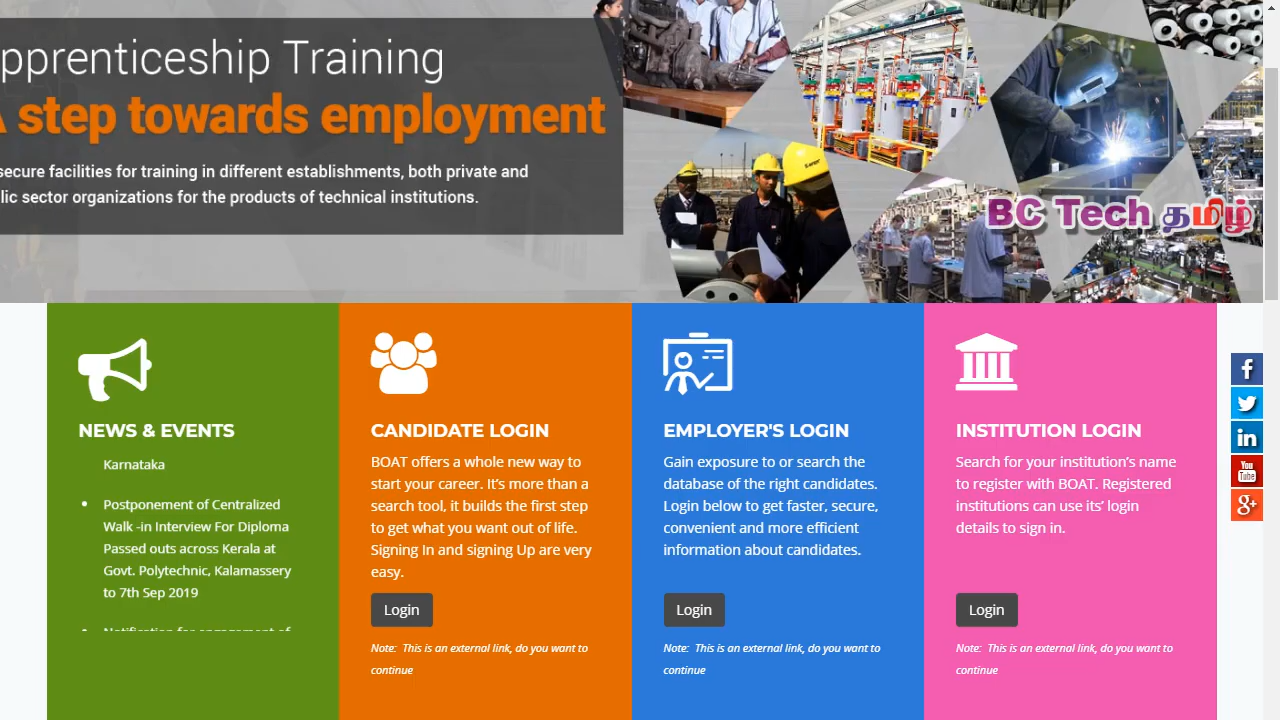 pprenticeship Training
A step towards employment
secure facilities for training in different establishments, both private and
lic sector organizations for the products of technical institutions.
BC Tech தமிழ்
NEWS & EVENTS
Karnataka
• Postponement of Centralized
Walk -in Interview For Diploma
Passed outs across Kerala at
Govt. Polytechnic, Kalamassery
to 7th Sep 2019
• Notification for engagement of
CANDIDATE LOGIN
BOAT offers a whole new way to
start your career. It’s more than a
search tool, it builds the first step
to get what you want out of life.
Signing In and signing Up are very
easy.
Login
Note: This is an external link, do you want to
continue
EMPLOYER'S LOGIN
Gain exposure to or search the
database of the right candidates.
Login below to get faster, secure,
convenient and more efficient
information about candidates.
Login
Note: This is an external link, do you want to
continue
INSTITUTION LOGIN
Search for your institution’s name
to register with BOAT. Registered
institutions can use its’ login
details to sign in.
Login
Note: This is an external link, do you want to
continue
f
in
You
Tube
g+